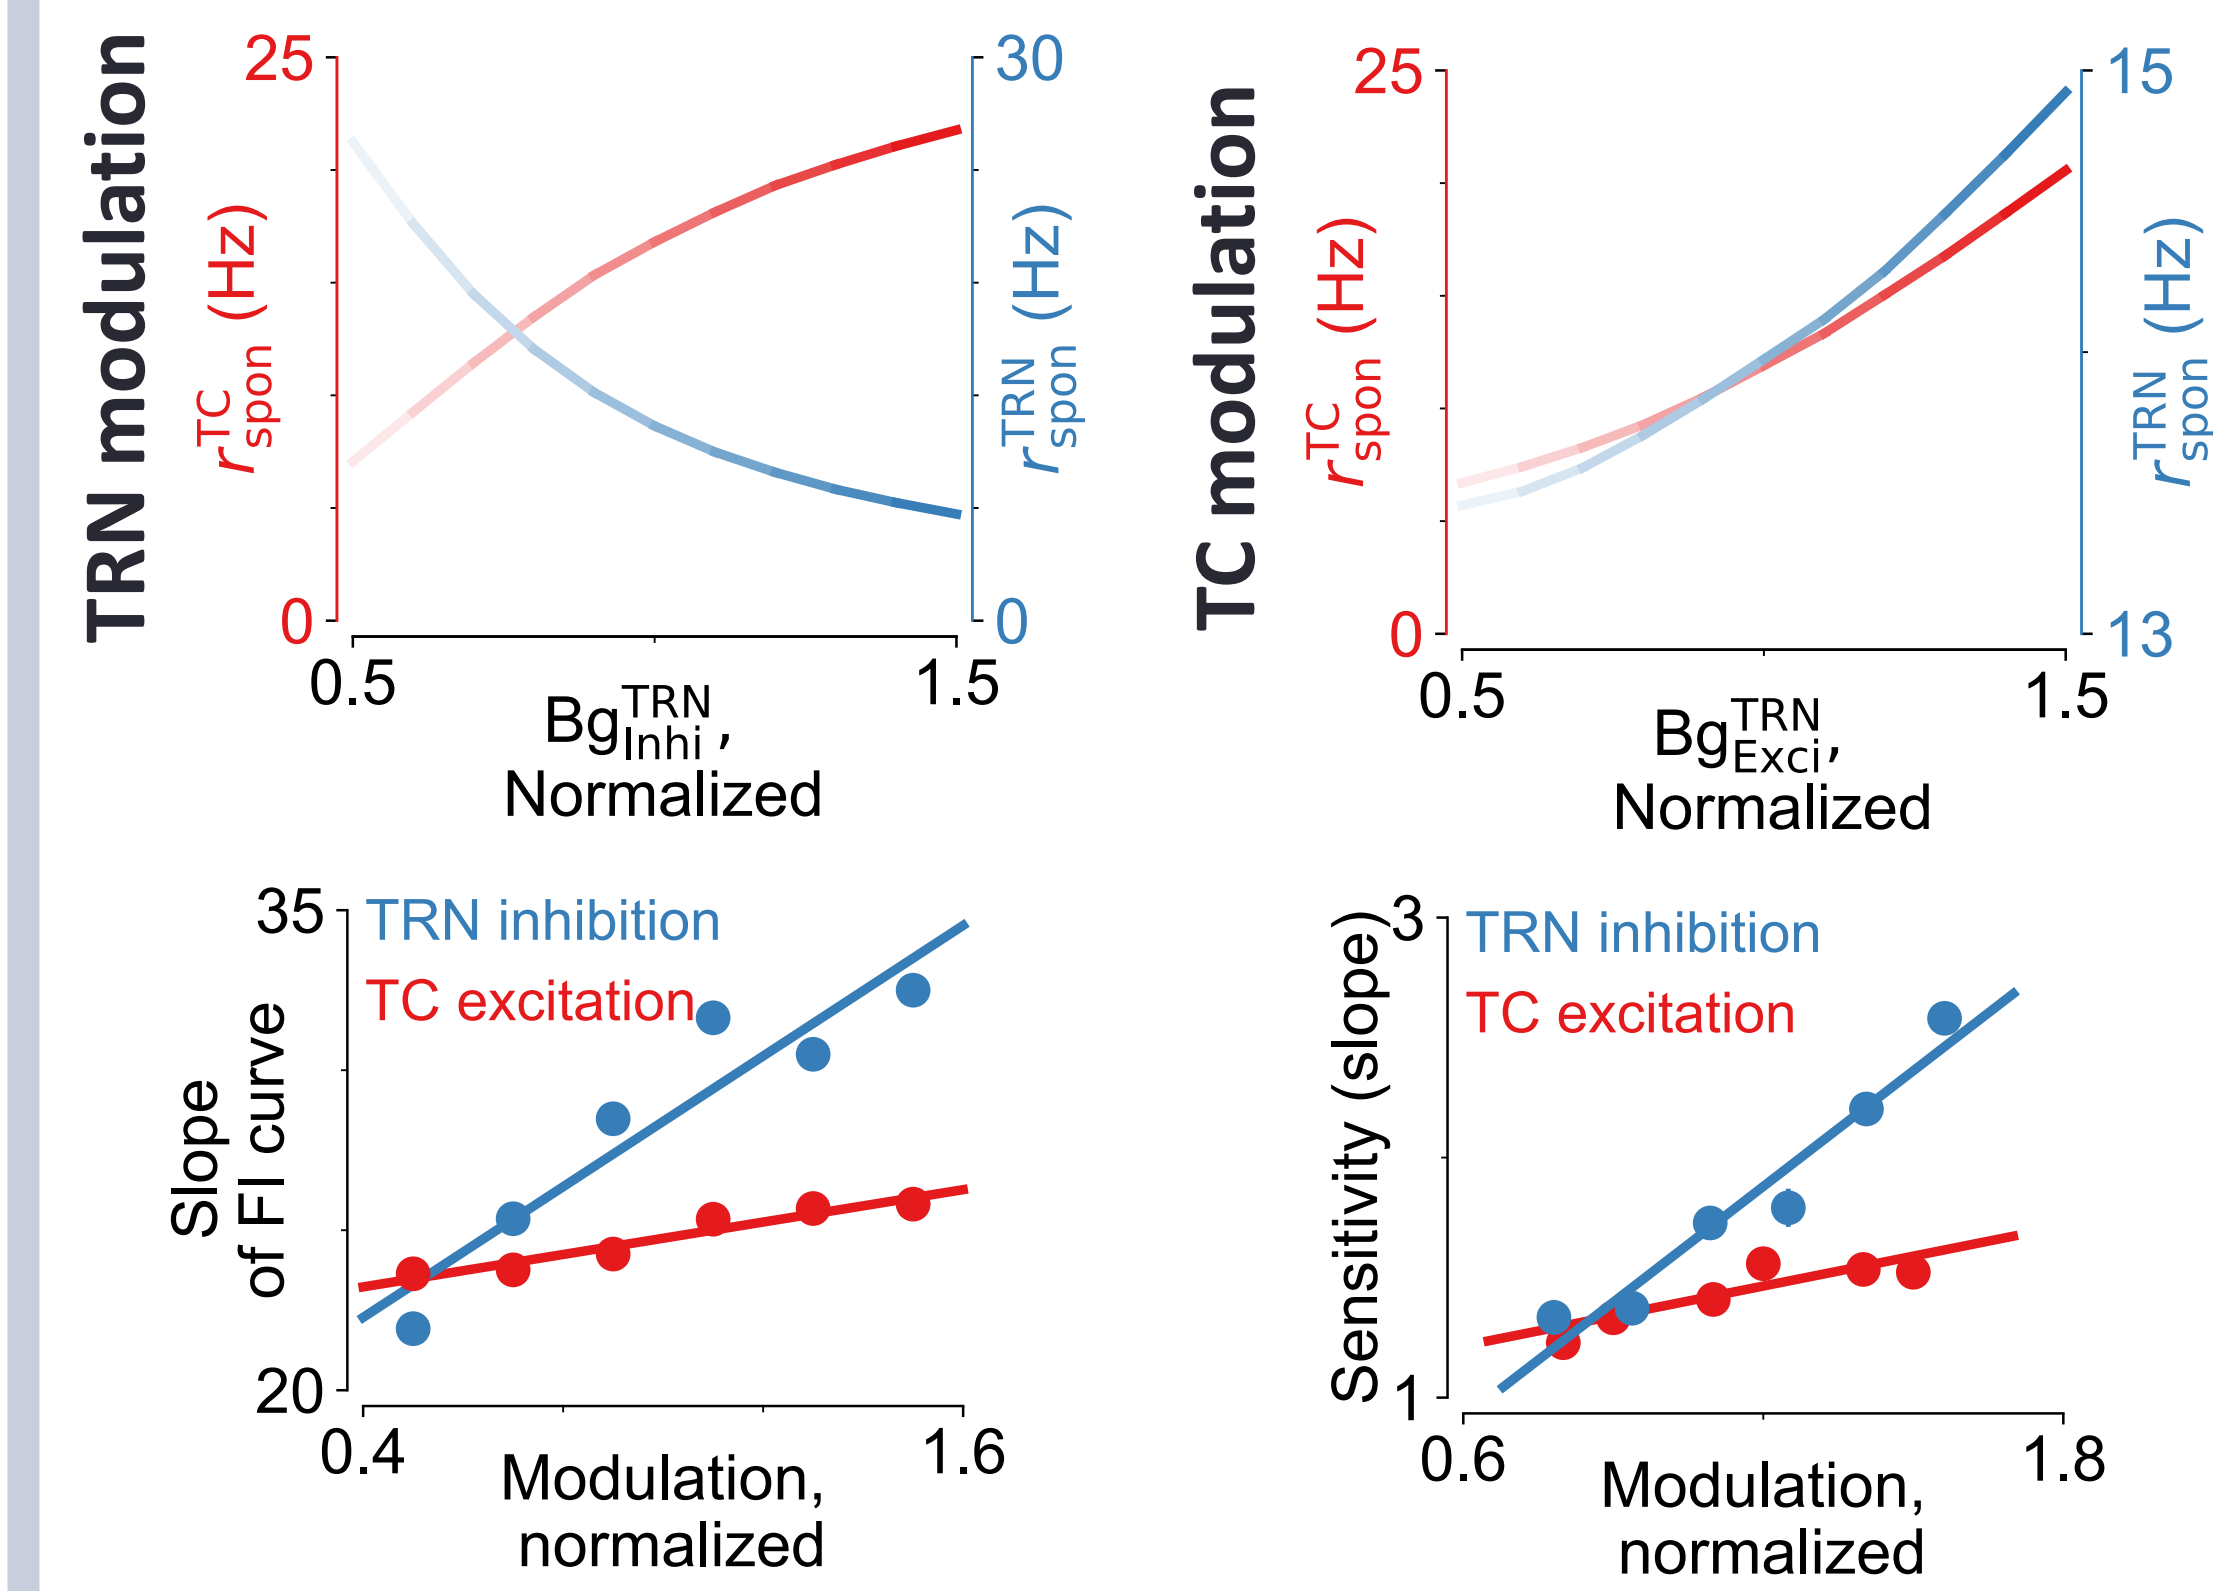 TRN modulation
25
0
r^TC_spon (Hz)
30
0
r^TRN_spon (Hz)
0.5
1.5
Bg^TRN_Inhi,
Normalized
TC modulation
25
0
r^TC_spon (Hz)
15
13
r^TRN_spon (Hz)
0.5
1.5
Bg^TRN_Exci,
Normalized
35
20
Slope
of FI curve
TRN inhibition
TC excitation
0.4
1.6
Modulation,
normalized
3
1
Sensitivity (slope)
TRN inhibition
TC excitation
0.6
1.8
Modulation,
normalized